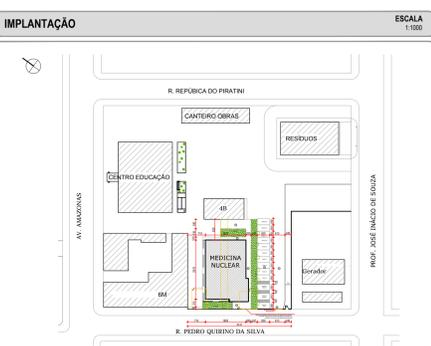 IMPLANTAÇÃO
ESCALA
1:1000
R. REPÚBICA DO PIRATINI
CANTEIRO OBRAS
RESÍDUOS
CENTRO EDUCAÇÃO
AV. AMAZONAS
PROF. JOSÉ INÁCIO DE SOUZA
4B
MEDICINA
NUCLEAR
Gerador
8M
R. PEDRO QUIRINO DA SILVA